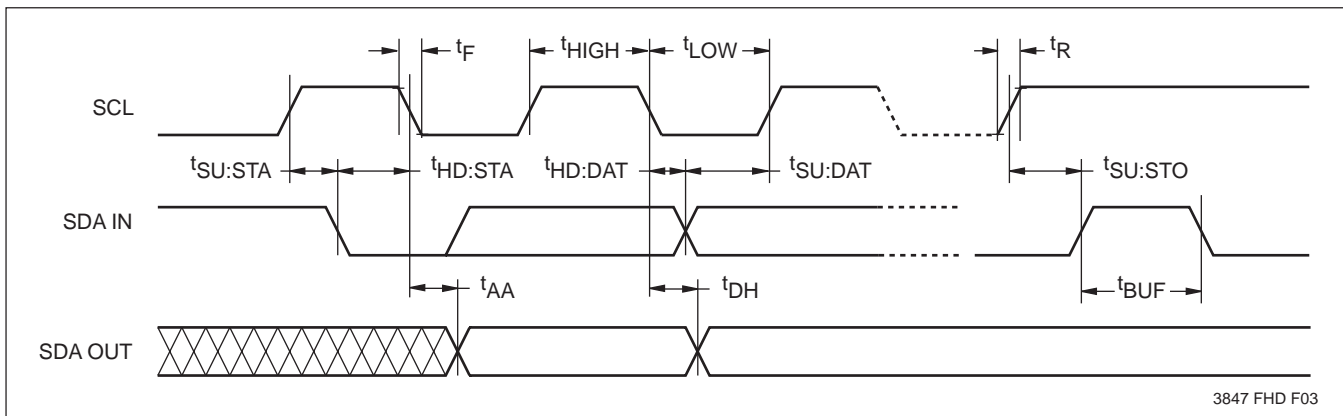 tF
tHIGH
tLOW
tR
SCL
tSU:STA
tHD:STA
tHD:DAT
tSU:DAT
tSU:STO
SDA IN
tAA
tDH
tBUF
SDA OUT
3847 FHD F03